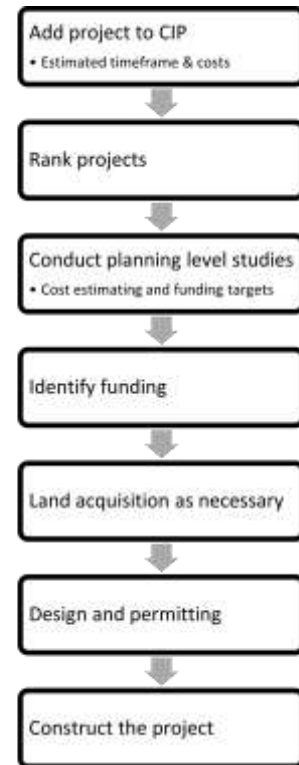 Add project to CIP
• Estimated timeframe & costs
Rank projects
Conduct planning level studies
• Cost estimating and funding targets
Identify funding
Land acquisition as necessary
Design and permitting
Construct the project